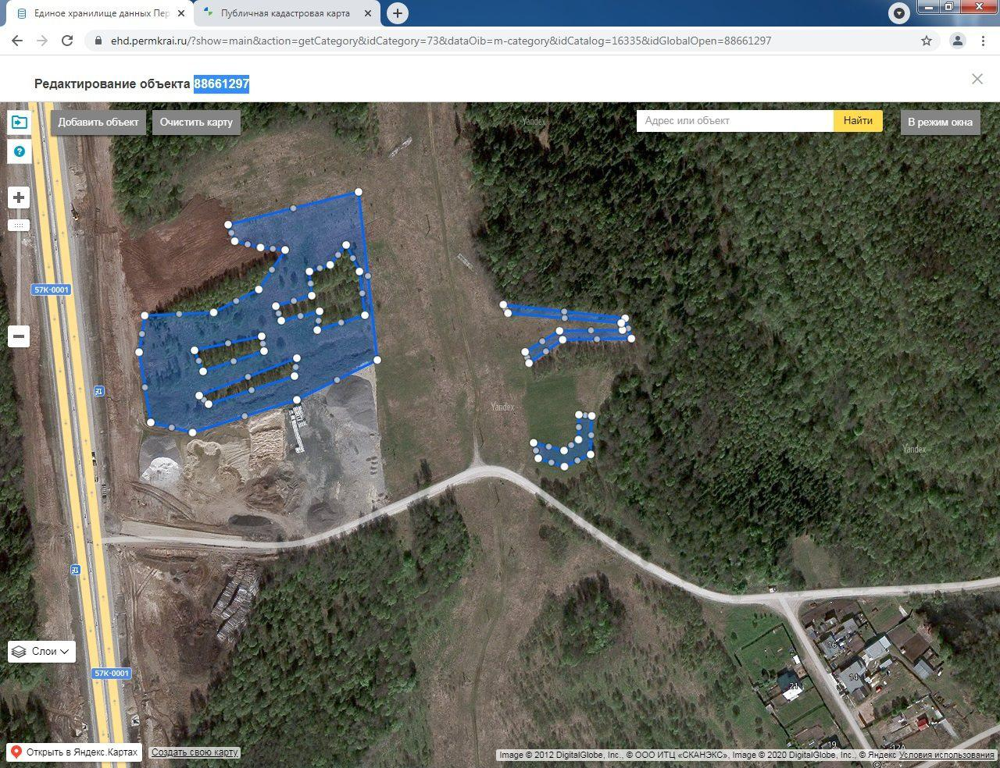 Единое хранилище данных Пер
Публичная кадастровая карта
ehd.permkrai.ru/?show=main&action=getCategory&idCategory=73&dataOib=m-category&idCatalog=16335&idGlobalOpen=88661297
Редактирование объекта 88661297
Добавить объект
Очистить карту
Адрес или объект
Найти
В режим окна
Yandex
57К-0001
Yandex
Yandex
Слои
57К-0001
16
14
21
19
12А
Открыть в Яндекс.Картах
Создать свою карту
Image © 2012 DigitalGlobe, Inc., © ООО ИТЦ «СКАНЭКС», Image © 2020 DigitalGlobe, Inc., © Яндекс Условия использования